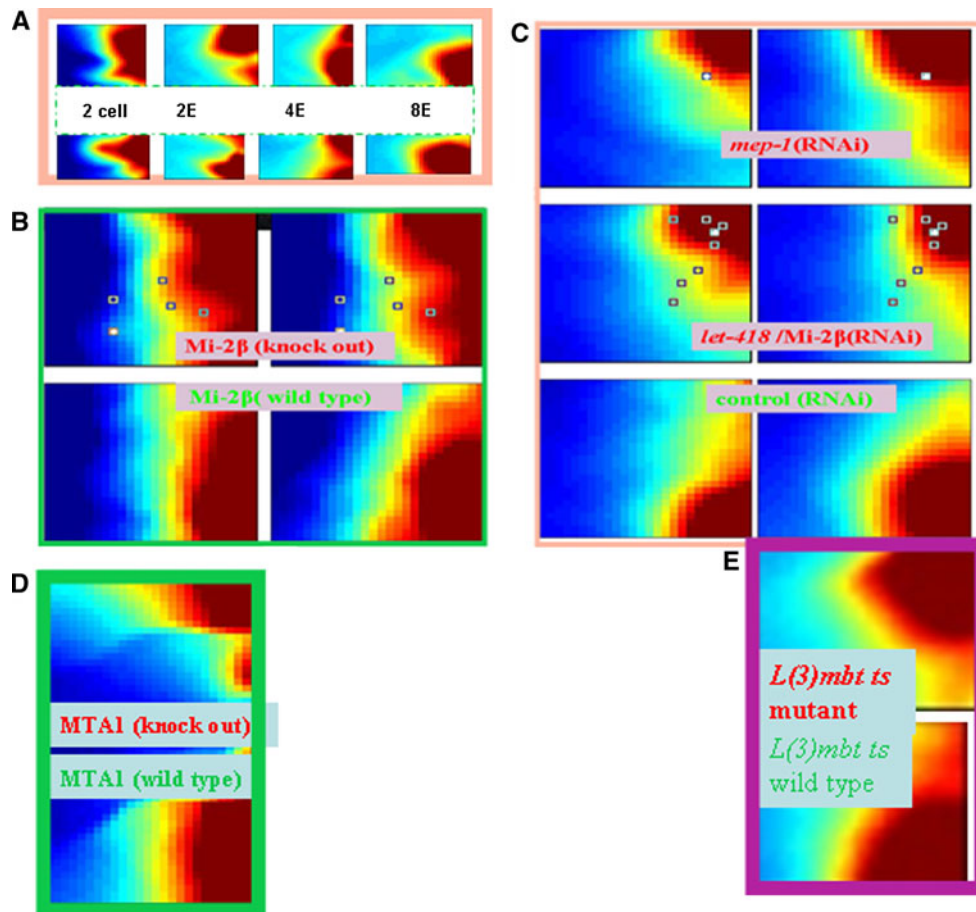 A
2 cell 2E 4E 8E
B
Mi-2β (knock out)
Mi-2β( wild type)
C
mep-1(RNAi)
let-418 /Mi-2β(RNAi)
control (RNAi)
D
MTA1 (knock out)
MTA1 (wild type)
E
L(3)mbt ts
mutant
L(3)mbt ts
wild type